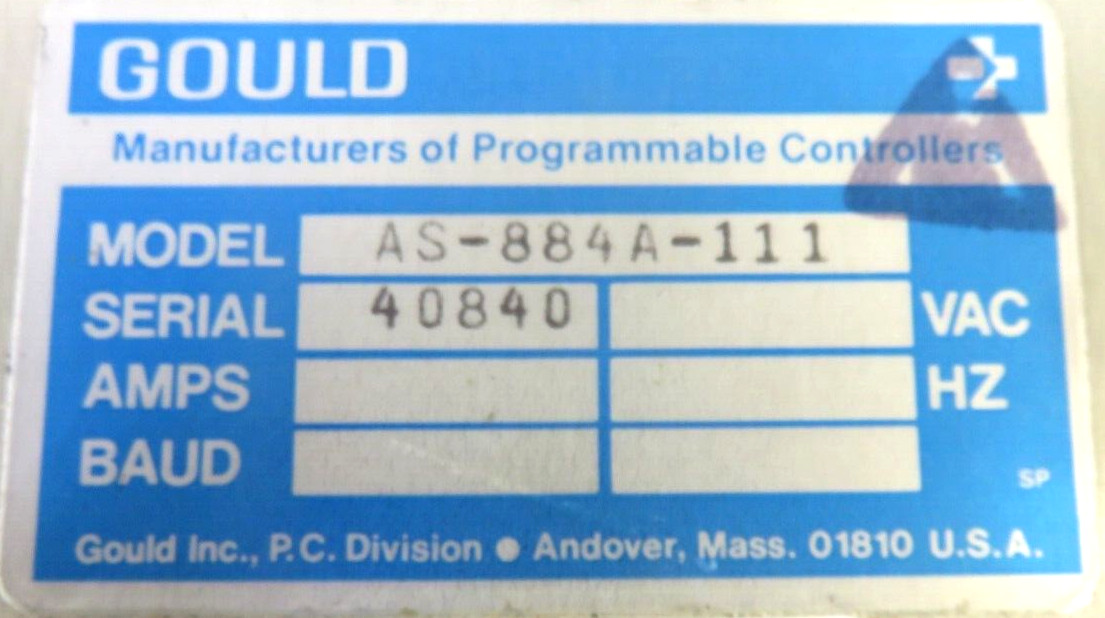 GOULD
Manufacturers of Programmable Controllers
MODEL AS-884A-111
SERIAL 40840 VAC
AMPS HZ
BAUD
SP
Gould Inc., P.C. Division ● Andover, Mass. 01810 U.S.A.